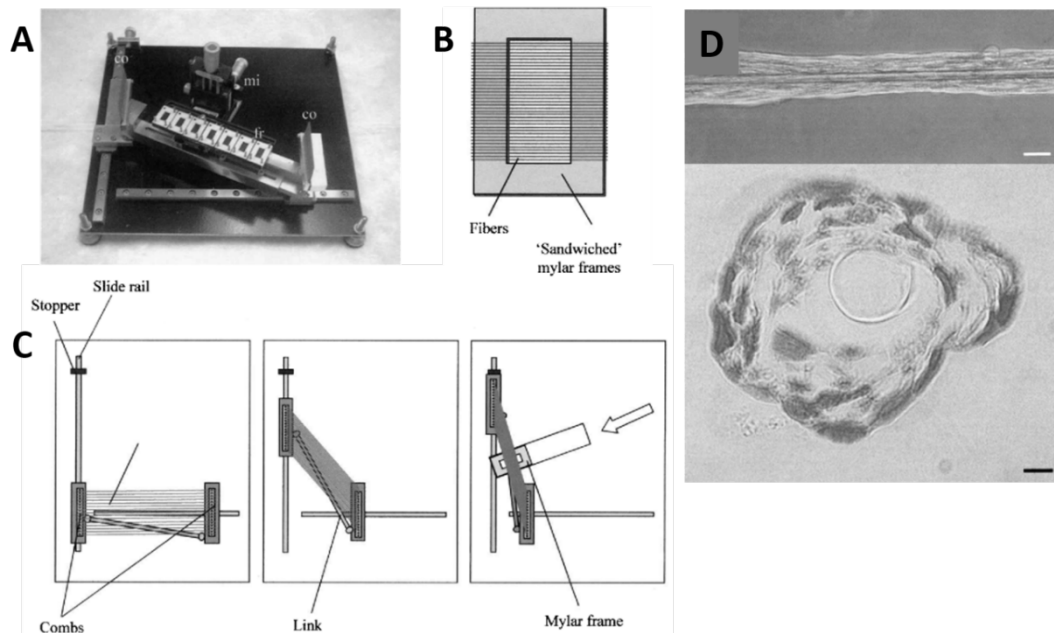 A
co
mi
fr
co
B
Fibers
‘Sandwiched’
mylar frames
D
Slide rail
Stopper
C
Combs
Link
Mylar frame